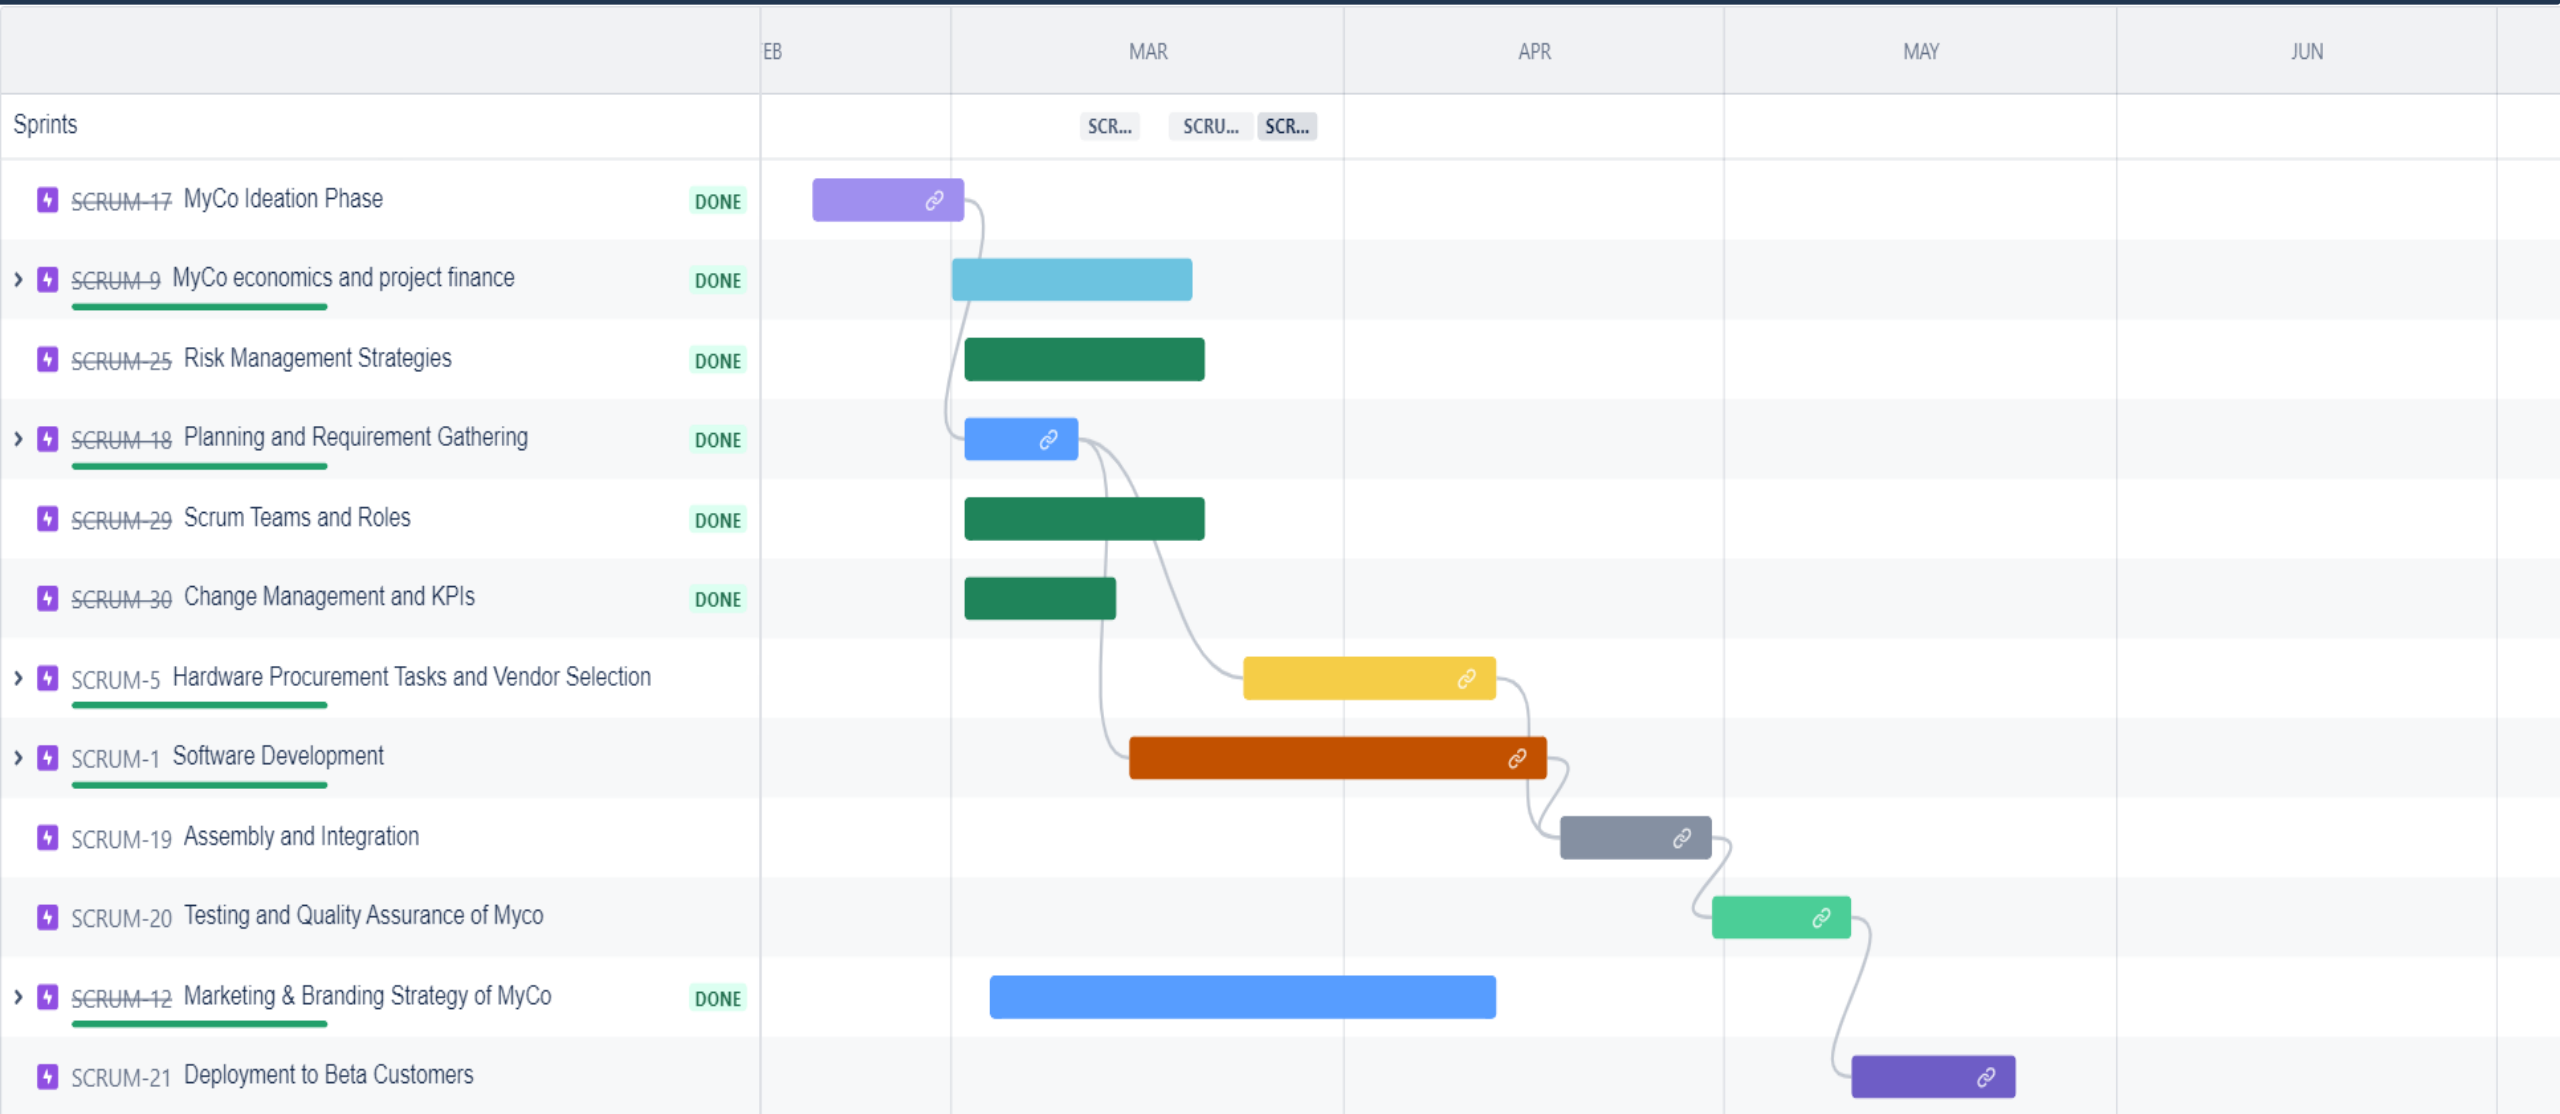 EB MAR APR MAY JUN
Sprints SCR... SCRU... SCR...
SCRUM-17 MyCo Ideation Phase DONE
SCRUM-9 MyCo economics and project finance DONE
SCRUM-25 Risk Management Strategies DONE
SCRUM-18 Planning and Requirement Gathering DONE
SCRUM-29 Scrum Teams and Roles DONE
SCRUM-30 Change Management and KPIs DONE
SCRUM-5 Hardware Procurement Tasks and Vendor Selection
SCRUM-1 Software Development
SCRUM-19 Assembly and Integration
SCRUM-20 Testing and Quality Assurance of Myco
SCRUM-12 Marketing & Branding Strategy of MyCo DONE
SCRUM-21 Deployment to Beta Customers